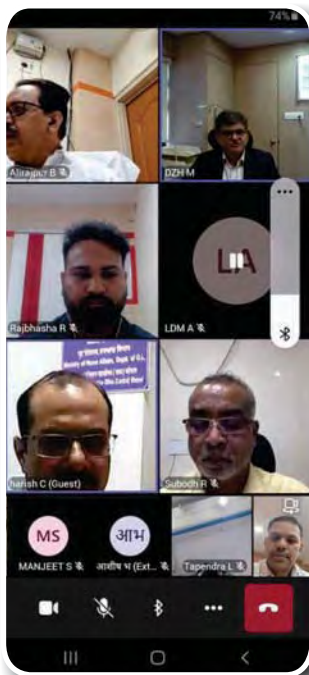 74%
Alirajpur B
DZH M
Rajbhasha R
LA
LDM A
harish C (Guest)
Subodh R
MS
आभ
MANJEET S
आशीष भ (Ext...
Tapendra L